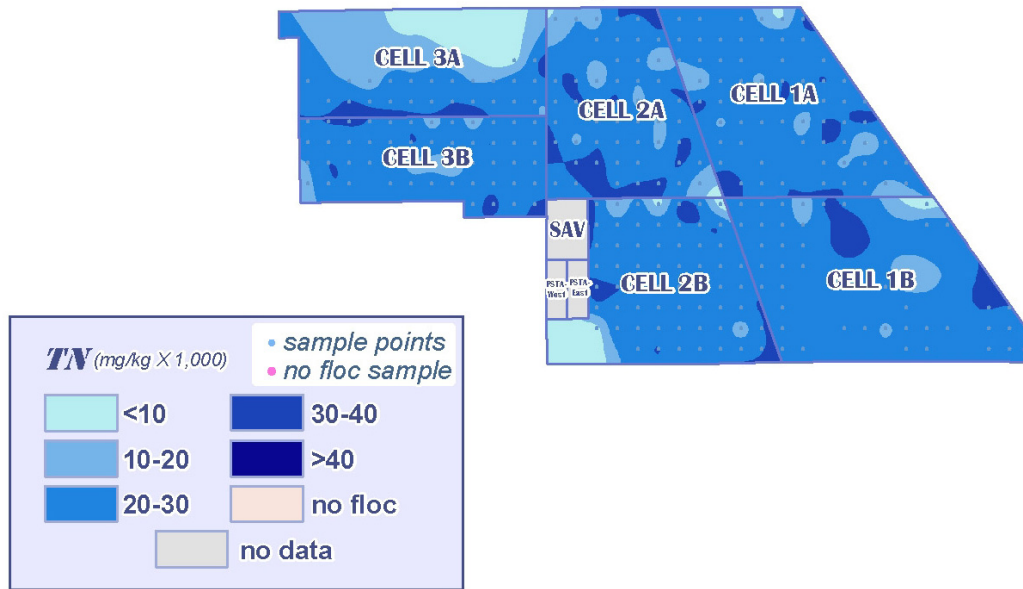 CELL 3A
CELL 2A
CELL 1A
CELL 3B
SAV
PSTA-
West
PSTA-
East
CELL 2B
CELL 1B
TN (mg/kg X 1,000)
sample points
no floc sample
<10
30-40
10-20
>40
20-30
no floc
no data